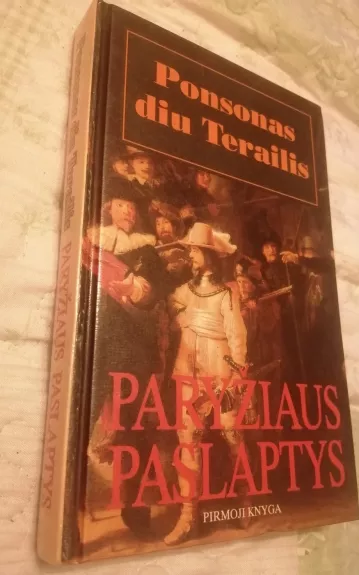 Ponsonas
diu Terailis
PARYŽIAUS
PASLAPTYS
PIRMOJI KNYGA
Ponsonas diu Terailis PARYŽIAUS PASLAPTYS